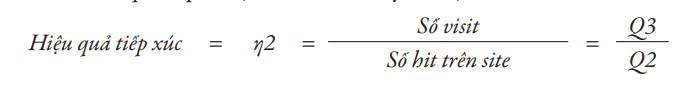 Số visit Q3
Hiệu quả tiếp xúc = η2 = =
Số hit trên site Q2